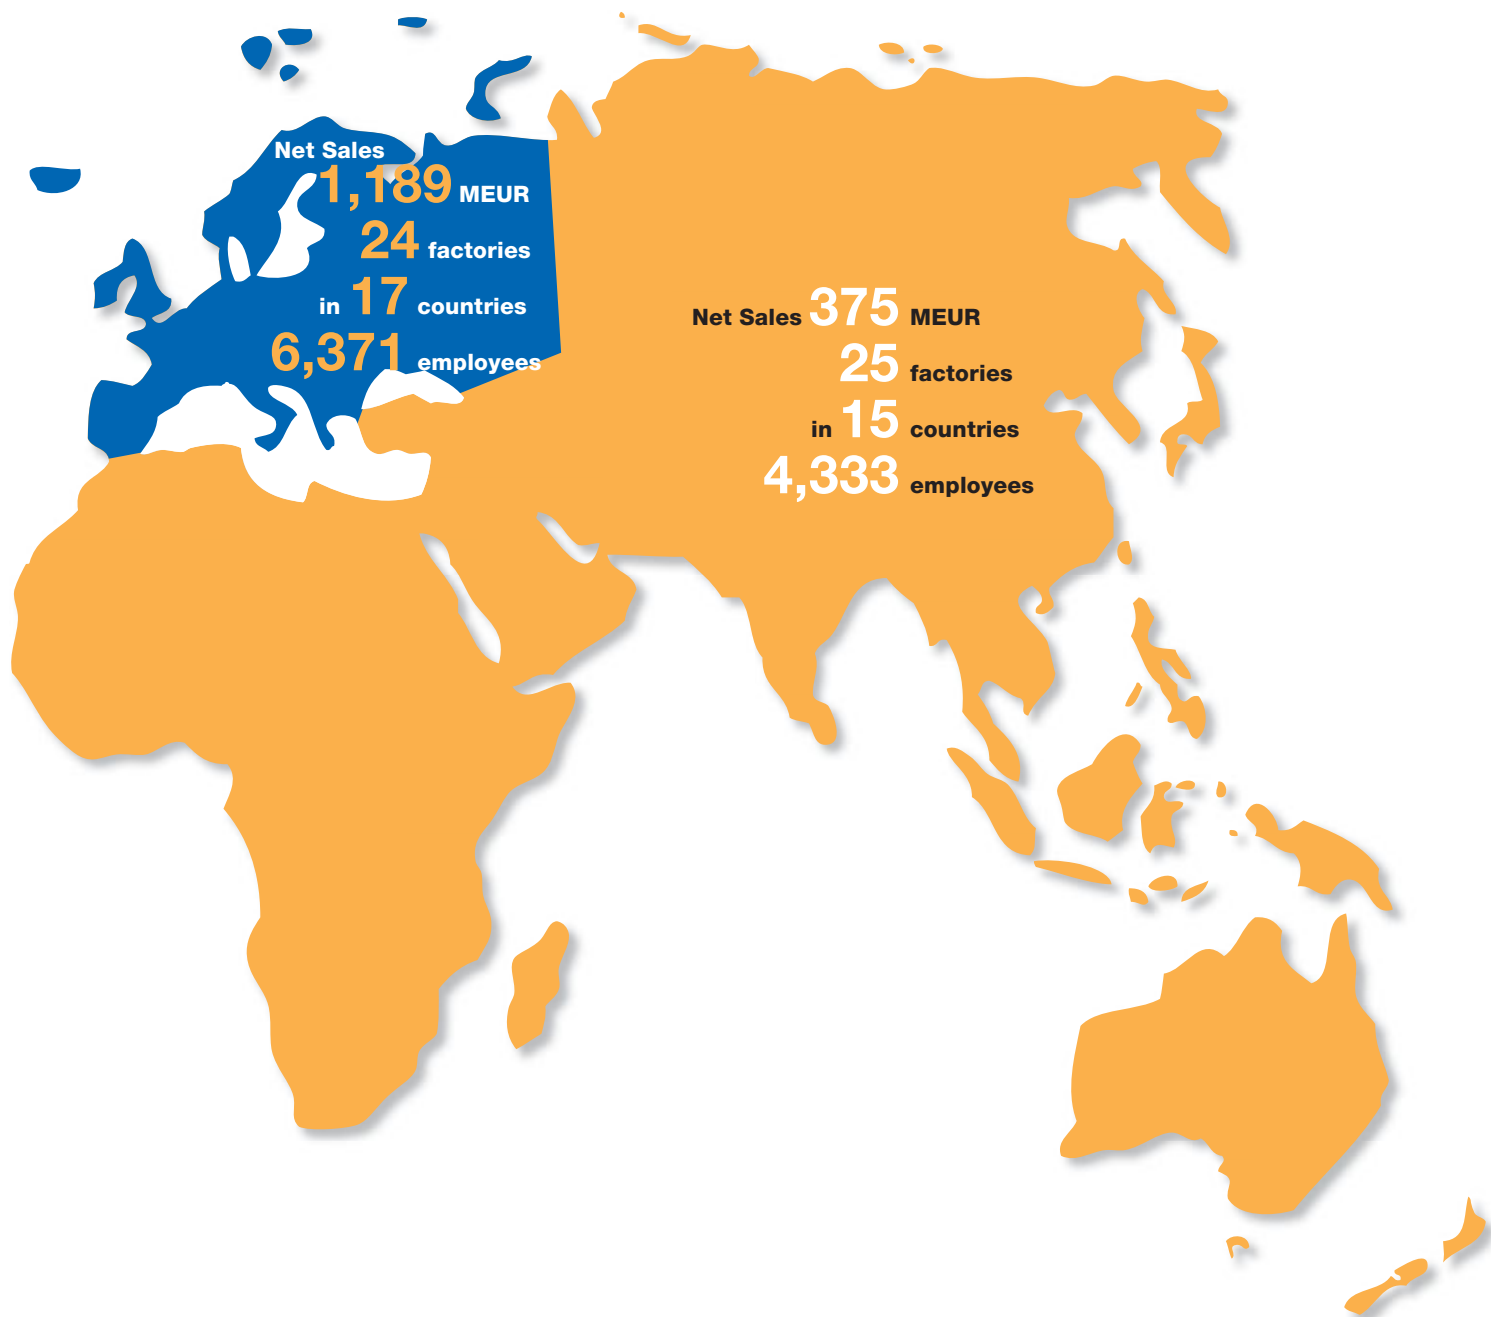 Net Sales
1,189 MEUR
24 factories
in 17 countries
6,371 employees
Net Sales 375 MEUR
25 factories
in 15 countries
4,333 employees